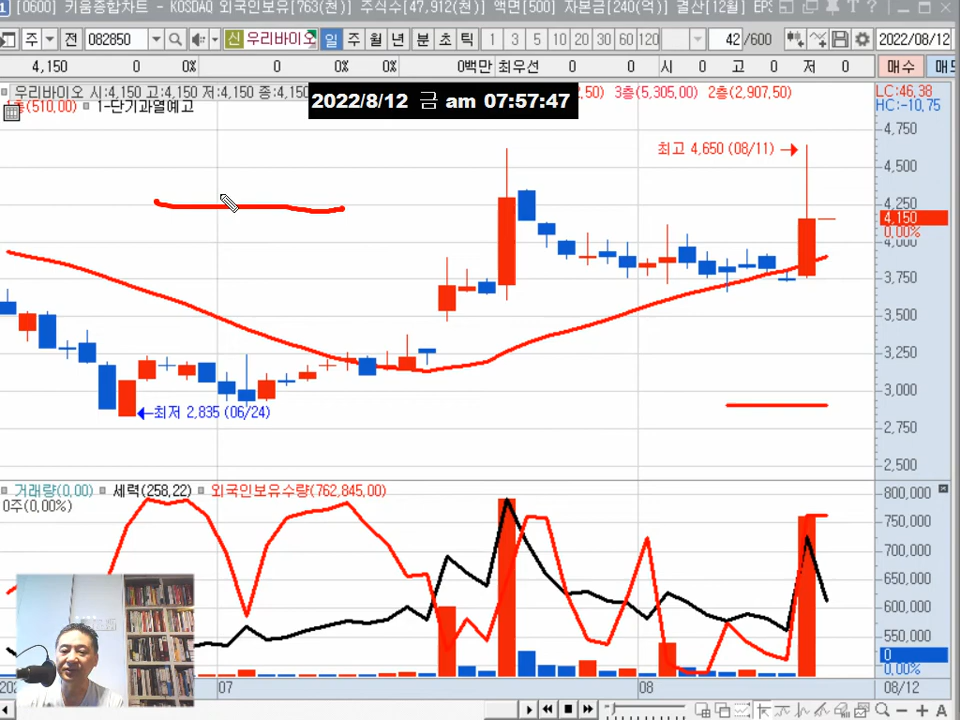 [0600] 키움종합차트 - KOSDAQ 외국인보유[763(천)] 주식수[47,912(천)] 액면[500] 자본금[240(억)] 결산[12월] EPS
주 전 082850 신 우리바이오 일 주 월 년 분 초 틱 1 3 5 10 20 30 60 120 42 /600 2022/08/12
4,150 0 0% 0 0% 0% 0백만 최우선 0 0 시 0 고 0 저 0 매수
우리바이오 시:4,150 고:4,150 저:4,150 종:4,150
3層(5,305,00) 2層(2,907,50)
LC:46,38
HC:-10,75
(510,00) 1-단기과열예고
2022/8/12 금 am 07:57:47
4,750
최고 4,650 (08/11)
4,500
4,250
4,150
0,00%
4,000
3,750
3,500
3,250
3,000
최저 2,835 (06/24)
2,750
2,500
거래량(0,00) 세력(258,22) 외국인보유수량(762,845,00)
0주(0,00%)
800,000
750,000
700,000
650,000
600,000
550,000
0
0,00%
07 08 08/12